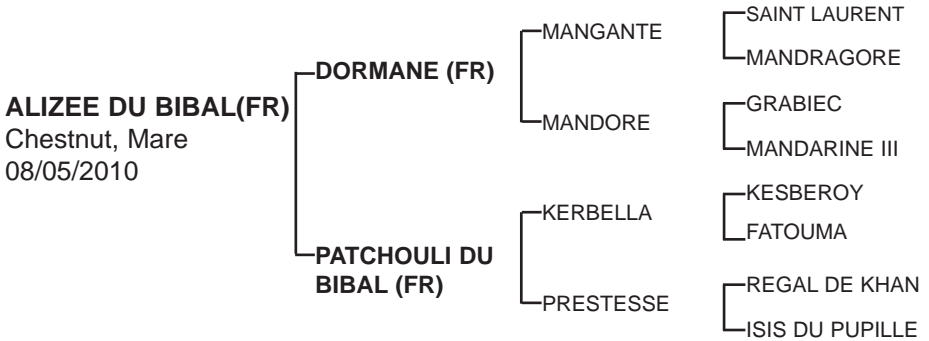 ALIZEE DU BIBAL(FR)
Chestnut, Mare
08/05/2010
DORMANE (FR)
PATCHOULI DU
BIBAL (FR)
MANGANTE
MANDORE
KERBELLA
PRESTESSE
SAINT LAURENT
MANDRAGORE
GRABIEC
MANDARINE III
KESBEROY
FATOUMA
REGAL DE KHAN
ISIS DU PUPILLE